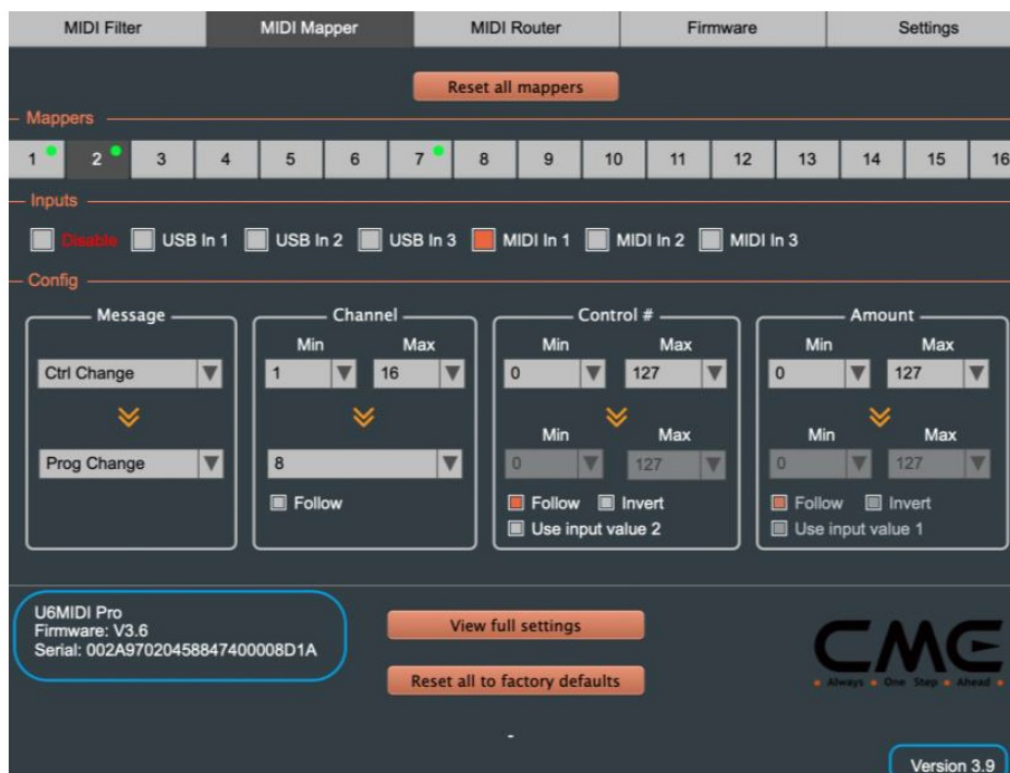 MIDI Filter MIDI Mapper MIDI Router Firmware Settings
Reset all mappers
Mappers
1 2 3 4 5 6 7 8 9 10 11 12 13 14 15 16
Inputs
Disable USB In 1 USB In 2 USB In 3 MIDI In 1 MIDI In 2 MIDI In 3
Config
Message Channel Control # Amount
Min Max Min Max Min Max
Ctrl Change 1 16 0 127 0 127
Min Max Min Max
Prog Change 8 0 127 0 127
Follow Follow Invert Follow Invert
Use input value 2 Use input value 1
U6MIDI Pro
Firmware: V3.6
Serial: 002A97020458847400008D1A
View full settings
CME
Always One Step Ahead
Reset all to factory defaults
-
Version 3.9